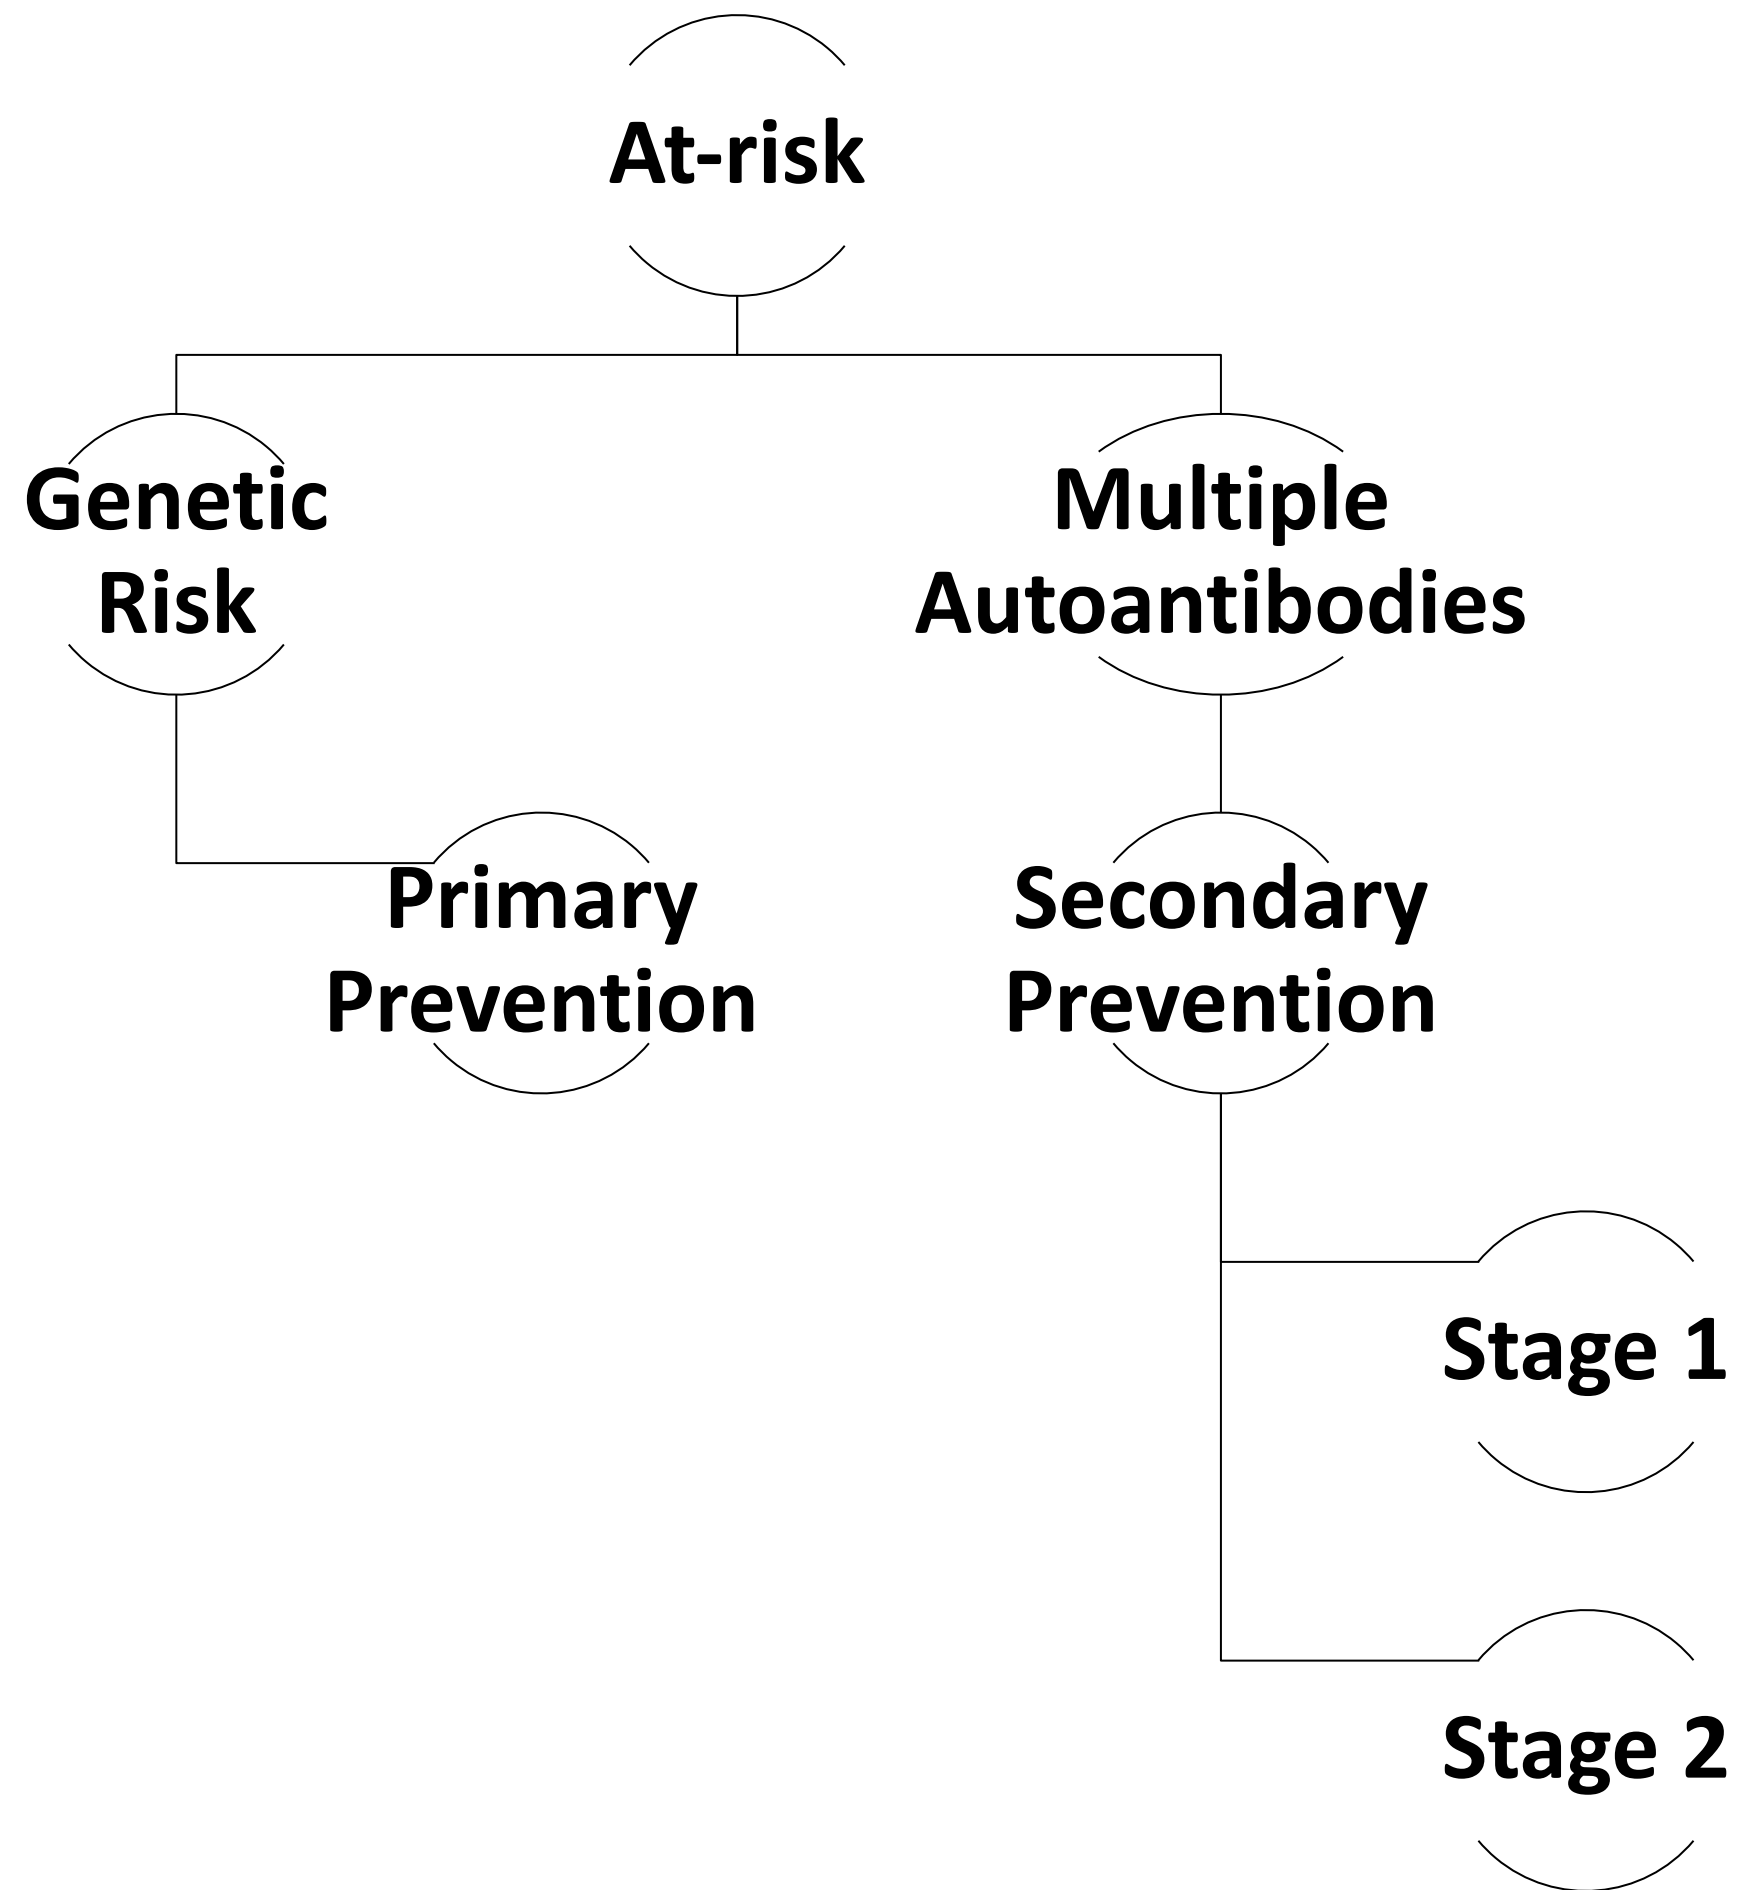 At-risk
Genetic
Risk
Multiple
Autoantibodies
Primary
Prevention
Secondary
Prevention
Stage 1
Stage 2